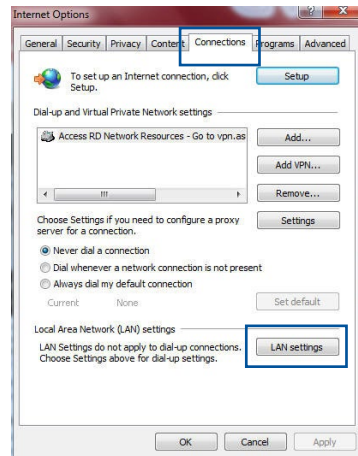 Internet Options
General Security Privacy Content Connections Programs Advanced
To set up an Internet connection, click
Setup.
Setup
Dial-up and Virtual Private Network settings
Access RD Network Resources - Go to vpn.as
Add...
Add VPN...
Remove...
Choose Settings if you need to configure a proxy
server for a connection.
Settings
Never dial a connection
Dial whenever a network connection is not present
Always dial my default connection
Current None
Set default
Local Area Network (LAN) settings
LAN Settings do not apply to dial-up connections.
Choose Settings above for dial-up settings.
LAN settings
OK Cancel Apply